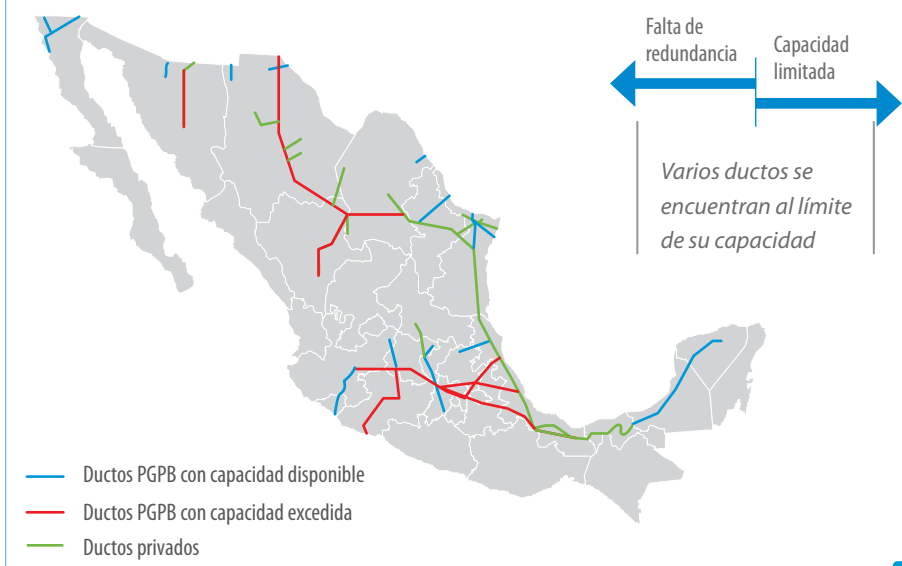 Falta de
redundancia
Capacidad
limitada
Varios ductos se
encuentran al límite
de su capacidad
Ductos PGPB con capacidad disponible
Ductos PGPB con capacidad excedida
Ductos privados